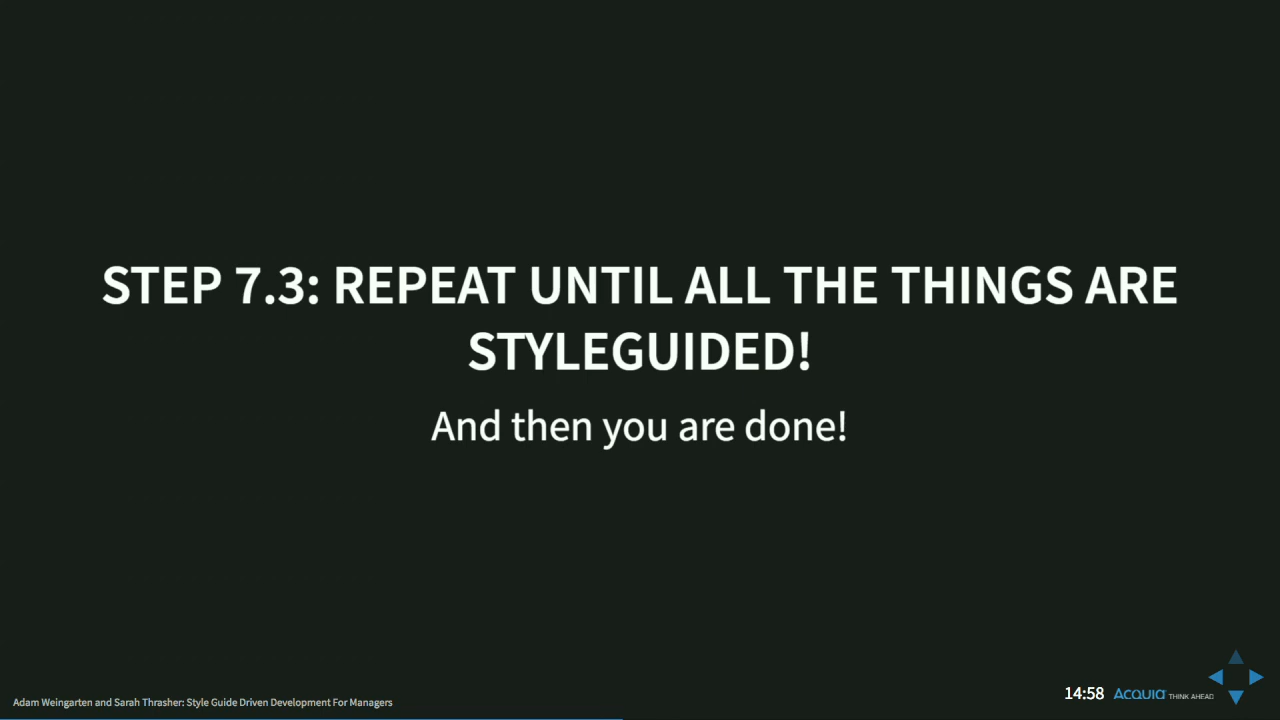 STEP 7.3: REPEAT UNTIL ALL THE THINGS ARE
STYLEGUIDED!
And then you are done!
Adam Weingarten and Sarah Thrasher: Style Guide Driven Development For Managers
14:58 Acquia THINK AHEAD